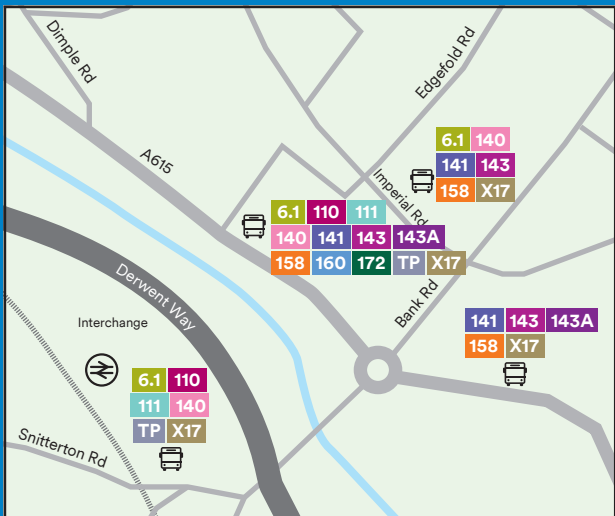 Dimple Rd
Edgefold Rd
A615
6.1 140
141 143
158 X17
Imperial Rd
6.1 110 111
140 141 143 143A
158 160 172 TP X17
Derwent Way
Bank Rd
Interchange
141 143 143A
158 X17
6.1 110
111 140
TP X17
Snitterton Rd